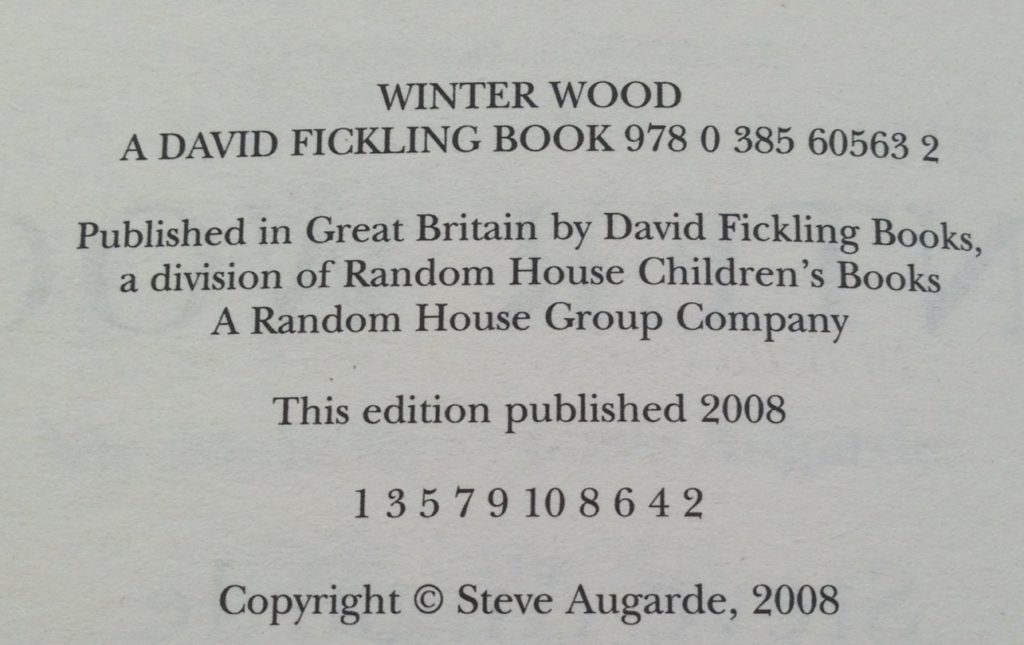 WINTER WOOD
A DAVID FICKLING BOOK 978 0 385 60563 2
Published in Great Britain by David Fickling Books,
a division of Random House Children's Books
A Random House Group Company
This edition published 2008
1 3 5 7 9 10 8 6 4 2
Copyright © Steve Augarde, 2008